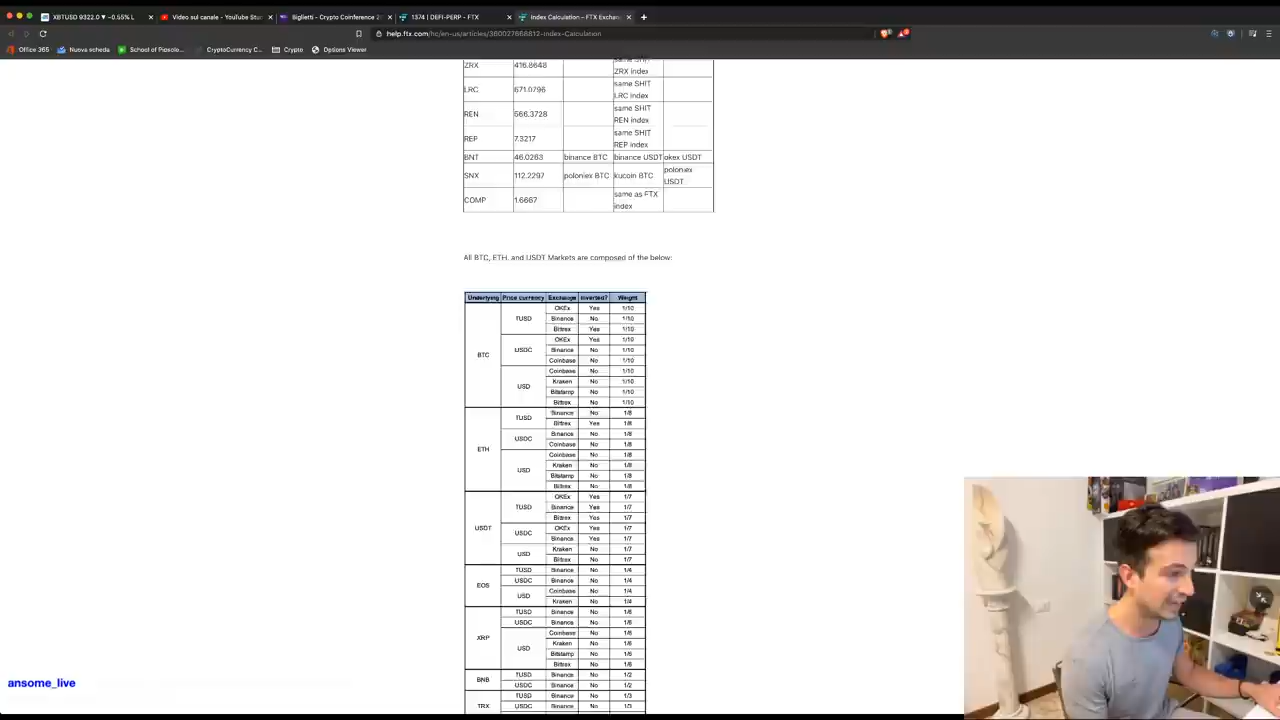 XBTUSD 9322.0 ▼ -0.55% L
Video sul canale - YouTube Stu
Biglietti - Crypto Coinference 2
1374 | DEFI-PERP - FTX
Index Calculation – FTX Exchan
help.ftx.com/hc/en-us/articles/360027668812-Index-Calculation
Office 365
Nuova scheda
School of Piqsolo...
CryptoCurrency C...
Crypto
Options Viewer
ZRX 416.8648 same SHIT
ZRX index
LRC 671.0796 same SHIT
LRC index
REN 566.3728 same SHIT
REN index
REP 7.3217 same SHIT
REP index
BNT 46.0263 binance BTC binance USDT okex USDT
SNX 112.2297 poloniex BTC kucoin BTC poloniex
USDT
COMP 1.6667 same as FTX
index
All BTC, ETH, and USDT Markets are composed of the below:
Underlying Price currency Exchange Inverted? Weight
BTC TUSD OKEx Yes 1/10
Binance No 1/10
Bittrex Yes 1/10
USDC OKEx Yes 1/10
Binance No 1/10
Coinbase No 1/10
USD Coinbase No 1/10
Kraken No 1/10
Bitstamp No 1/10
Bittrex No 1/10
ETH TUSD Binance No 1/8
Bittrex Yes 1/8
USDC Binance No 1/8
Coinbase No 1/8
USD Coinbase No 1/8
Kraken No 1/8
Bitstamp No 1/8
Bittrex No 1/8
USDT TUSD OKEx Yes 1/7
Binance Yes 1/7
Bittrex Yes 1/7
USDC OKEx Yes 1/7
Binance Yes 1/7
USD Kraken No 1/7
Bittrex No 1/7
EOS TUSD Binance No 1/4
USDC Binance No 1/4
USD Coinbase No 1/4
Kraken No 1/4
XRP TUSD Binance No 1/6
USDC Binance No 1/6
USD Coinbase No 1/6
Kraken No 1/6
Bitstamp No 1/6
Bittrex No 1/6
BNB TUSD Binance No 1/2
USDC Binance No 1/2
TRX TUSD Binance No 1/3
USDC Binance No 1/3
ansome_live